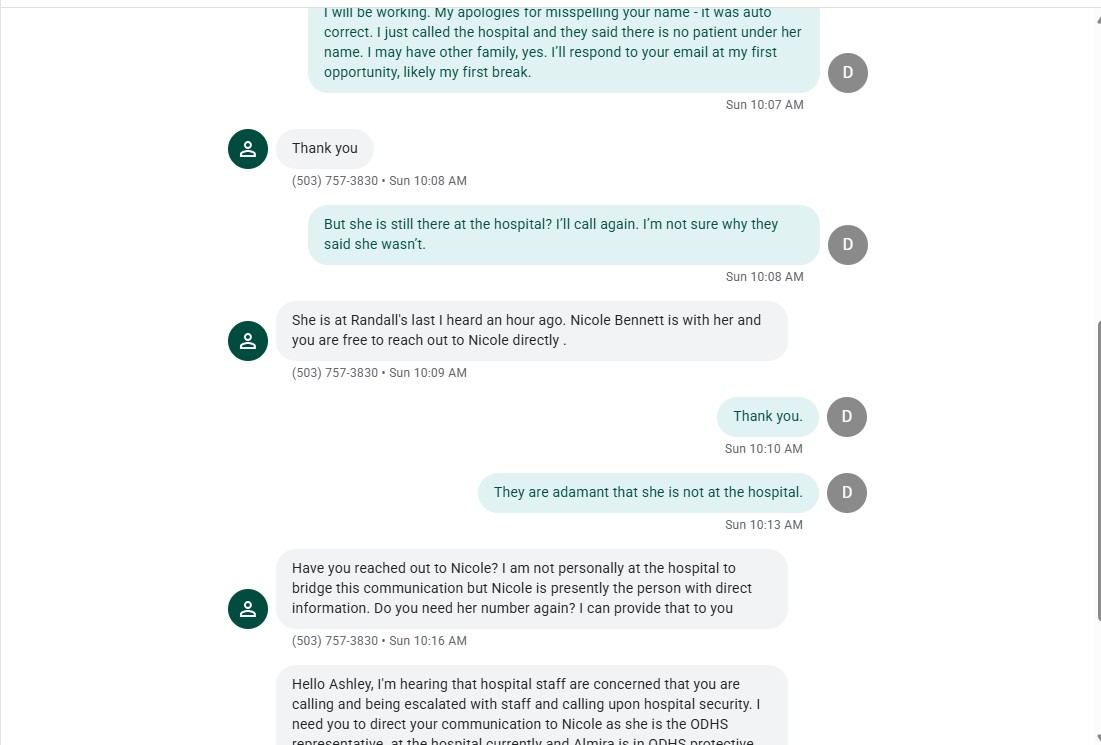 I will be working. My apologies for misspelling your name - it was auto
correct. I just called the hospital and they said there is no patient under her
name. I may have other family, yes. I’ll respond to your email at my first
opportunity, likely my first break.
D
Sun 10:07 AM
Thank you
(503) 757-3830 • Sun 10:08 AM
But she is still there at the hospital? I’ll call again. I’m not sure why they
said she wasn’t.
D
Sun 10:08 AM
She is at Randall's last I heard an hour ago. Nicole Bennett is with her and
you are free to reach out to Nicole directly .
(503) 757-3830 • Sun 10:09 AM
Thank you.
D
Sun 10:10 AM
They are adamant that she is not at the hospital.
D
Sun 10:13 AM
Have you reached out to Nicole? I am not personally at the hospital to
bridge this communication but Nicole is presently the person with direct
information. Do you need her number again? I can provide that to you
(503) 757-3830 • Sun 10:16 AM
Hello Ashley, I'm hearing that hospital staff are concerned that you are
calling and being escalated with staff and calling upon hospital security. I
need you to direct your communication to Nicole as she is the ODHS
representative at the hospital currently and Almira is in ODHS protective